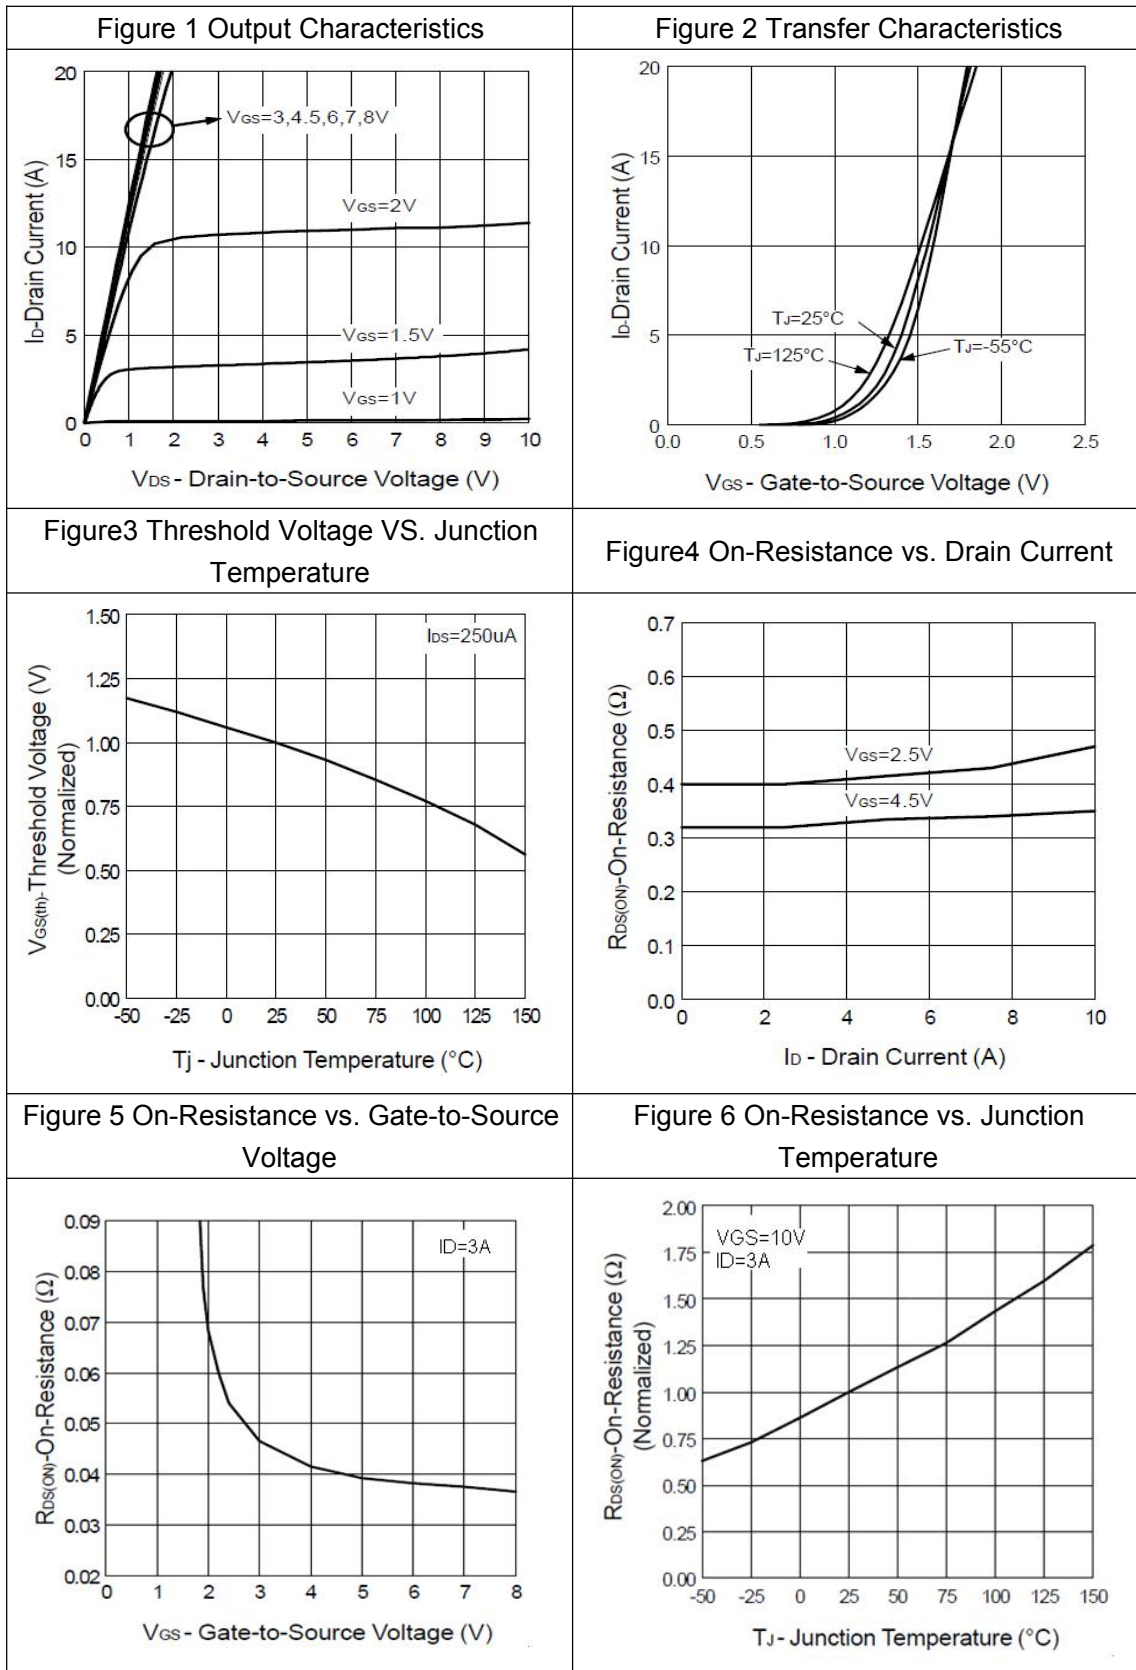 Figure 1 Output Characteristics
Figure 2 Transfer Characteristics
20
15
10
5
0
ID-Drain Current (A)
VGS=3,4.5,6,7,8V
VGS=2V
VGS=1.5V
VGS=1V
0 1 2 3 4 5 6 7 8 9 10
VDS - Drain-to-Source Voltage (V)
20
15
10
5
0
ID-Drain Current (A)
TJ=25°C
TJ=125°C
TJ=-55°C
0.0 0.5 1.0 1.5 2.0 2.5
VGS - Gate-to-Source Voltage (V)
Figure3 Threshold Voltage VS. Junction
Temperature
Figure4 On-Resistance vs. Drain Current
1.50
1.25
1.00
0.75
0.50
0.25
0.00
VGS(th)-Threshold Voltage (V)
(Normalized)
IDS=250uA
-50 -25 0 25 50 75 100 125 150
Tj - Junction Temperature (°C)
0.7
0.6
0.5
0.4
0.3
0.2
0.1
0.0
RDS(ON)-On-Resistance (Ω)
VGS=2.5V
VGS=4.5V
0 2 4 6 8 10
ID - Drain Current (A)
Figure 5 On-Resistance vs. Gate-to-Source
Voltage
Figure 6 On-Resistance vs. Junction
Temperature
0.09
0.08
0.07
0.06
0.05
0.04
0.03
0.02
RDS(ON)-On-Resistance (Ω)
ID=3A
0 1 2 3 4 5 6 7 8
VGS - Gate-to-Source Voltage (V)
2.00
1.75
1.50
1.25
1.00
0.75
0.50
0.25
0.00
RDS(ON)-On-Resistance (Ω)
(Normalized)
VGS=10V
ID=3A
-50 -25 0 25 50 75 100 125 150
TJ - Junction Temperature (°C)